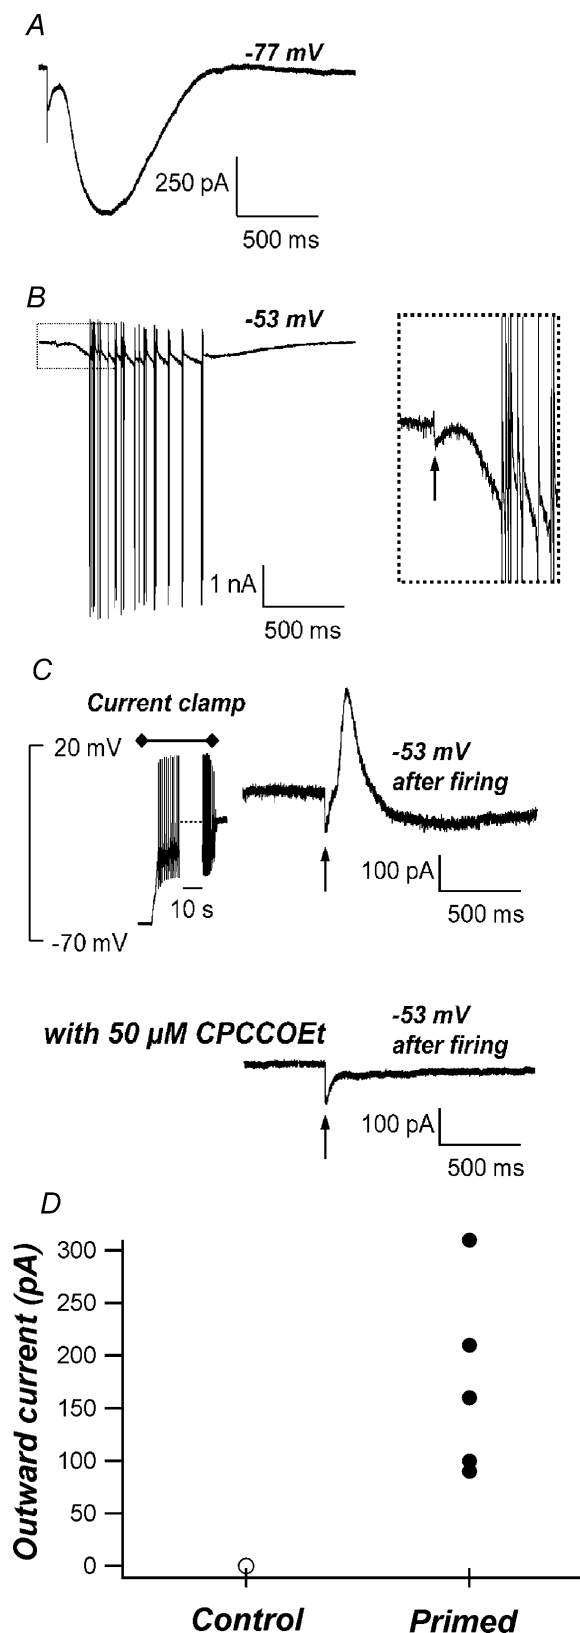 A
-77 mV
250 pA
500 ms
B
-53 mV
1 nA
500 ms
C
Current clamp
20 mV
-70 mV
10 s
-53 mV
after firing
100 pA
500 ms
with 50 µM CPCCOEt
-53 mV
after firing
100 pA
500 ms
D
Outward current (pA)
300
250
200
150
100
50
0
Control
Primed